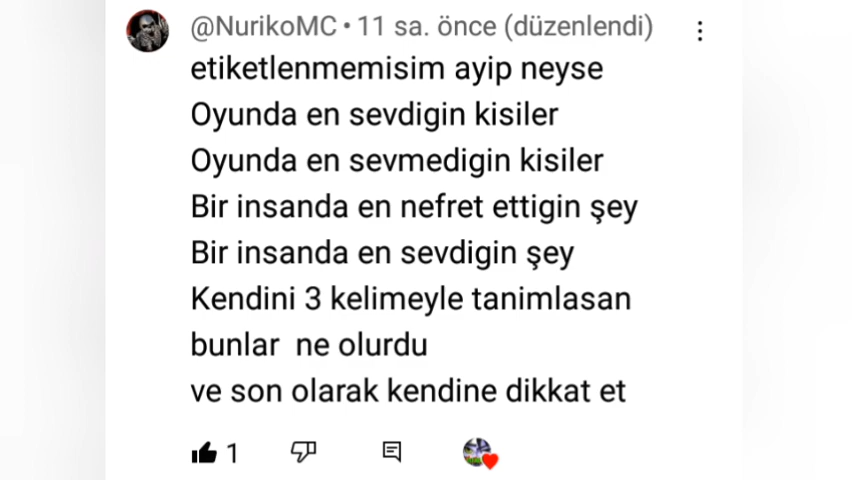 @NurikoMC • 11 sa. önce (düzenlendi)
etiketlenmemisim ayip neyse
Oyunda en sevdigin kisiler
Oyunda en sevmedigin kisiler
Bir insanda en nefret ettigin şey
Bir insanda en sevdigin şey
Kendini 3 kelimeyle tanimlasan
bunlar ne olurdu
ve son olarak kendine dikkat et
1